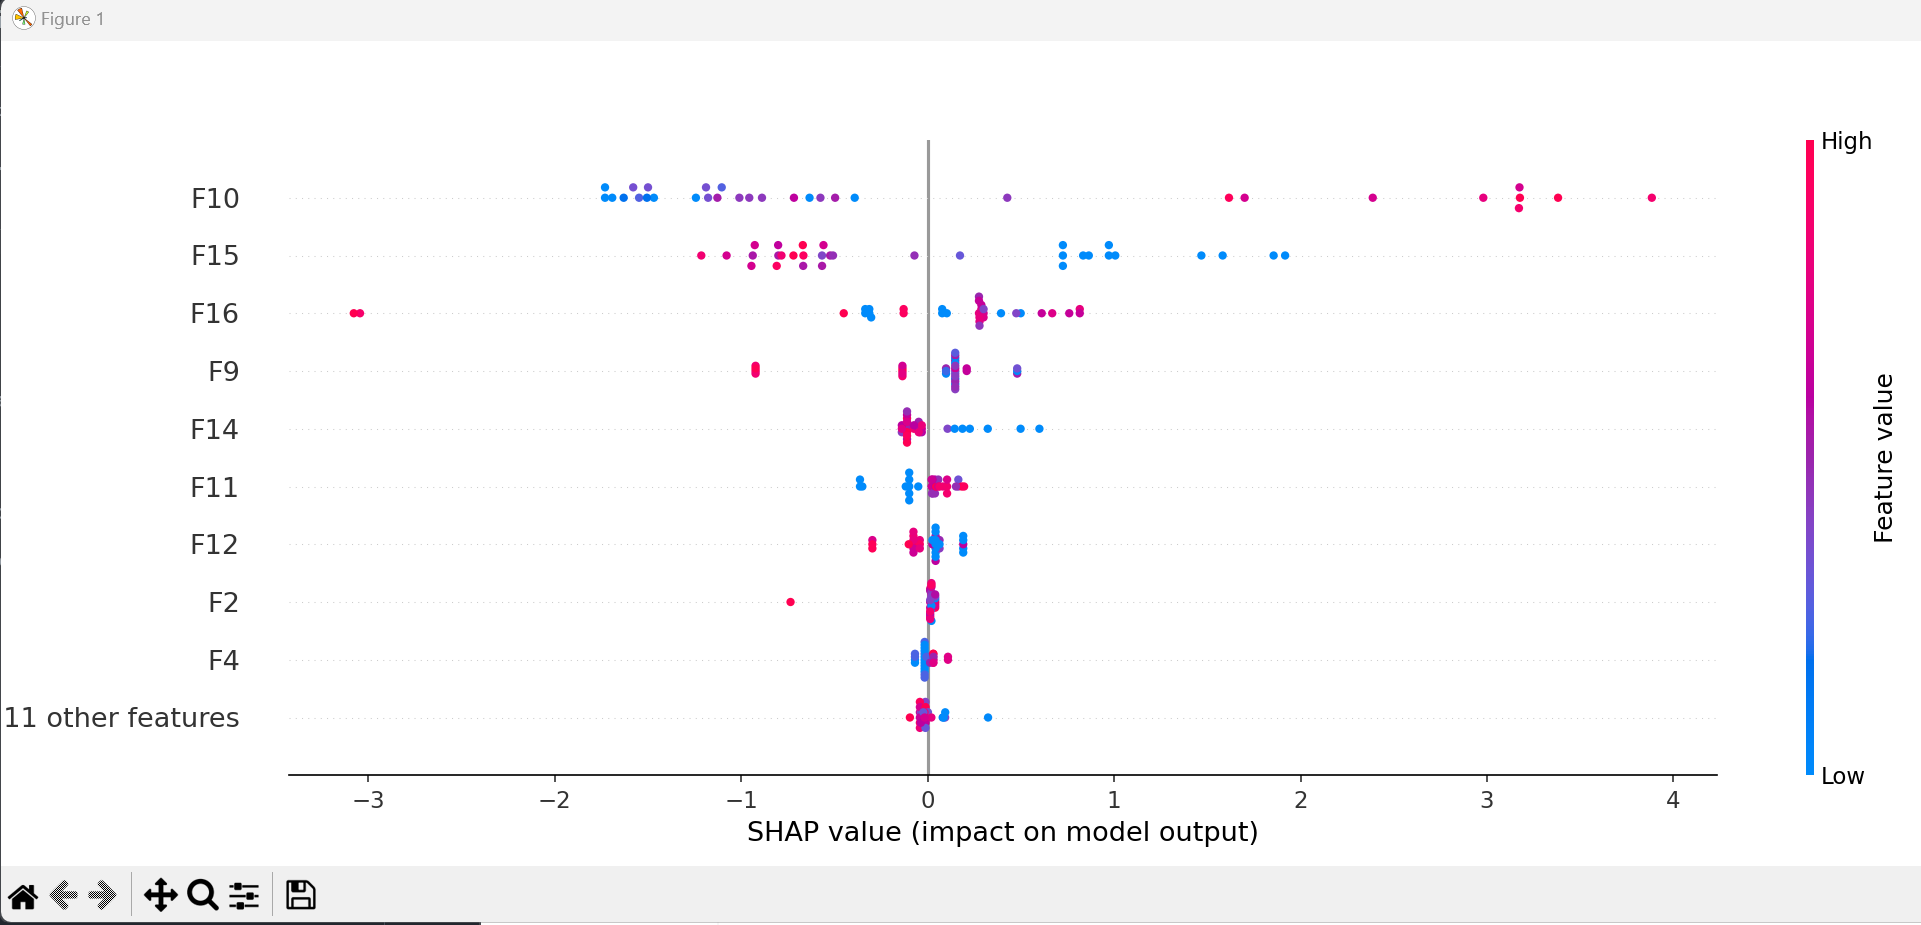 Figure 1
High
F10
F15
F16
F9
F14
F11
F12
F2
F4
11 other features
Feature value
Low
−3 −2 −1 0 1 2 3 4
SHAP value (impact on model output)